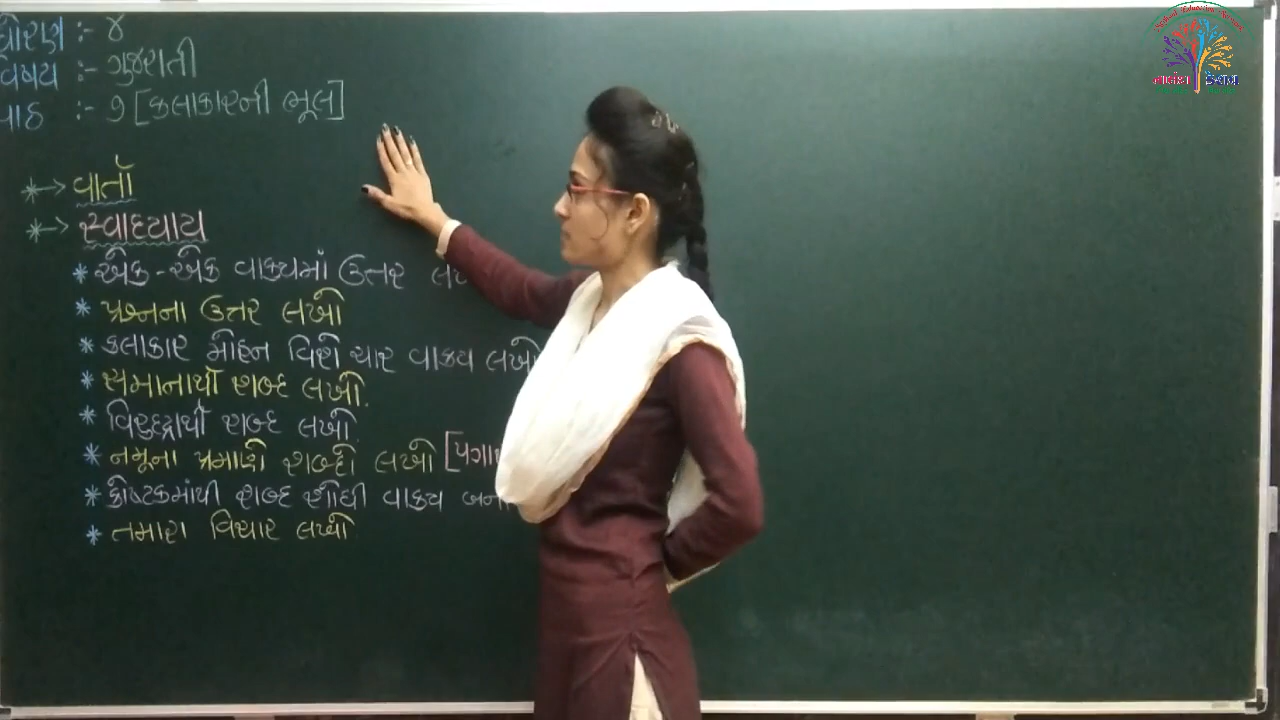 ધોરણ :- ૪
વિષય :- ગુજરાતી
પાઠ :- ૭ [કલાકારની ભૂલ]
વાર્તા
સ્વાધ્યાય
એક - એક વાક્યમાં ઉત્તર
પ્રશ્નના ઉત્તર લખો
કલાકાર મોહન વિશે ચાર વાક્ય લખો
સમાનાર્થી શબ્દ લખો.
વિરુદ્ધાર્થી શબ્દ લખો
નમૂના પ્રમાણે શબ્દો લખો
કોષ્ટકમાંથી શબ્દ શોધી વાક્ય
તમારા વિચાર લખો